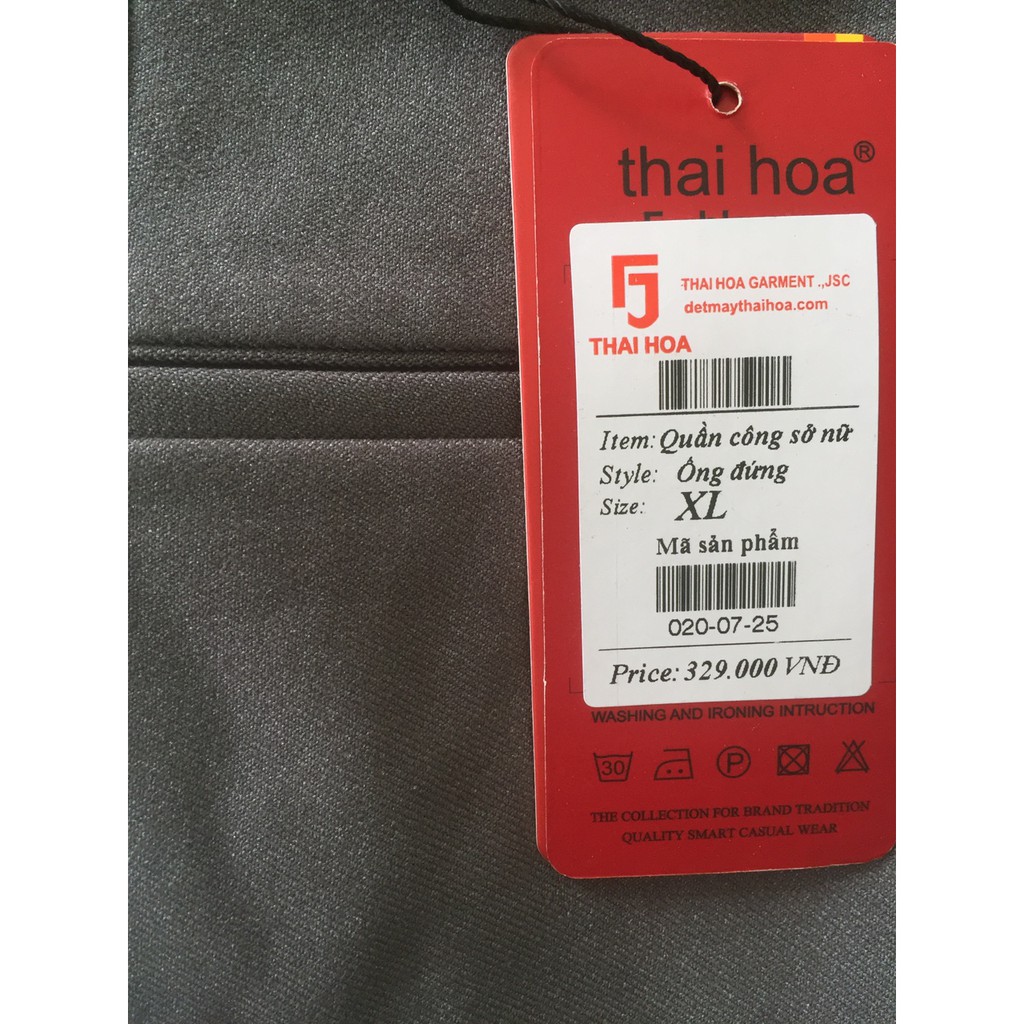 thai hoa®
THAI HOA GARMENT .,JSC
detmaythaihoa.com
THAI HOA
Item: Quần công sở nữ
Style: Ống đứng
Size: XL
Mã sản phẩm
020-07-25
Price: 329.000 VNĐ
WASHING AND IRONING INTRUCTION
30
P
THE COLLECTION FOR BRAND TRADITION
QUALITY SMART CASUAL WEAR